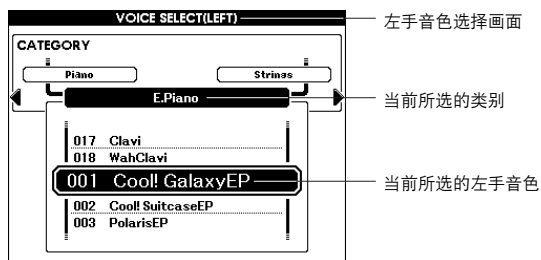 VOICE SELECT(LEFT)
左手音色选择画面
CATEGORY
Piano
Strings
E.Piano
当前所选的类别
017 Clavi
018 WahClavi
001 Cool! GalaxyEP
当前所选的左手音色
002 Cool! SuitcaseEP
003 PolarisEP